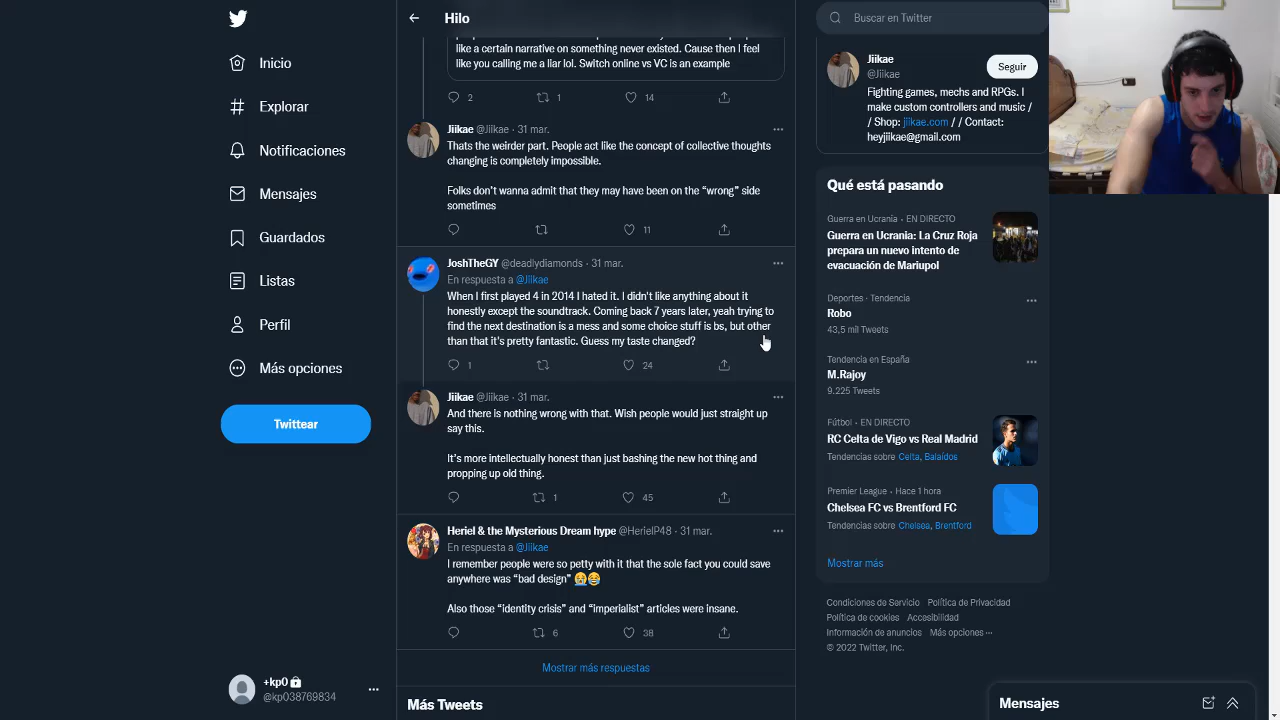 Hilo
Buscar en Twitter
Inicio
Explorar
Notificaciones
Mensajes
Guardados
Listas
Perfil
Más opciones
Twittear
+kp0
@kp038769834
like a certain narrative on something never existed. Cause then I feel
like you calling me a liar lol. Switch online vs VC is an example
2 1 14
Jiikae @Jiikae · 31 mar.
Thats the weirder part. People act like the concept of collective thoughts
changing is completely impossible.
Folks don't wanna admit that they may have been on the “wrong” side
sometimes
11
JoshTheGY @deadlydiamonds · 31 mar.
En respuesta a @Jiikae
When I first played 4 in 2014 I hated it. I didn't like anything about it
honestly except the soundtrack. Coming back 7 years later, yeah trying to
find the next destination is a mess and some choice stuff is bs, but other
than that it's pretty fantastic. Guess my taste changed?
1 24
Jiikae @Jiikae · 31 mar.
And there is nothing wrong with that. Wish people would just straight up
say this.
It's more intellectually honest than just bashing the new hot thing and
propping up old thing.
1 45
Heriel & the Mysterious Dream hype @HerielP48 · 31 mar.
En respuesta a @Jiikae
I remember people were so petty with it that the sole fact you could save
anywhere was “bad design” 😭😂
Also those “identity crisis” and “imperialist” articles were insane.
6 38
Mostrar más respuestas
Más Tweets
Jiikae
@Jiikae
Seguir
Fighting games, mechs and RPGs. I
make custom controllers and music /
/ Shop: jiikae.com / / Contact:
heyjiikae@gmail.com
Qué está pasando
Guerra en Ucrania · EN DIRECTO
Guerra en Ucrania: La Cruz Roja
prepara un nuevo intento de
evacuación de Mariupol
Deportes · Tendencia
Robo
43,5 mil Tweets
Tendencia en España
M.Rajoy
9.225 Tweets
Fútbol · EN DIRECTO
RC Celta de Vigo vs Real Madrid
Tendencias sobre Celta, Balaídos
Premier League · Hace 1 hora
Chelsea FC vs Brentford FC
Tendencias sobre Chelsea, Brentford
Mostrar más
Condiciones de Servicio Política de Privacidad
Política de cookies Accesibilidad
Información de anuncios Más opciones ···
© 2022 Twitter, Inc.
Mensajes